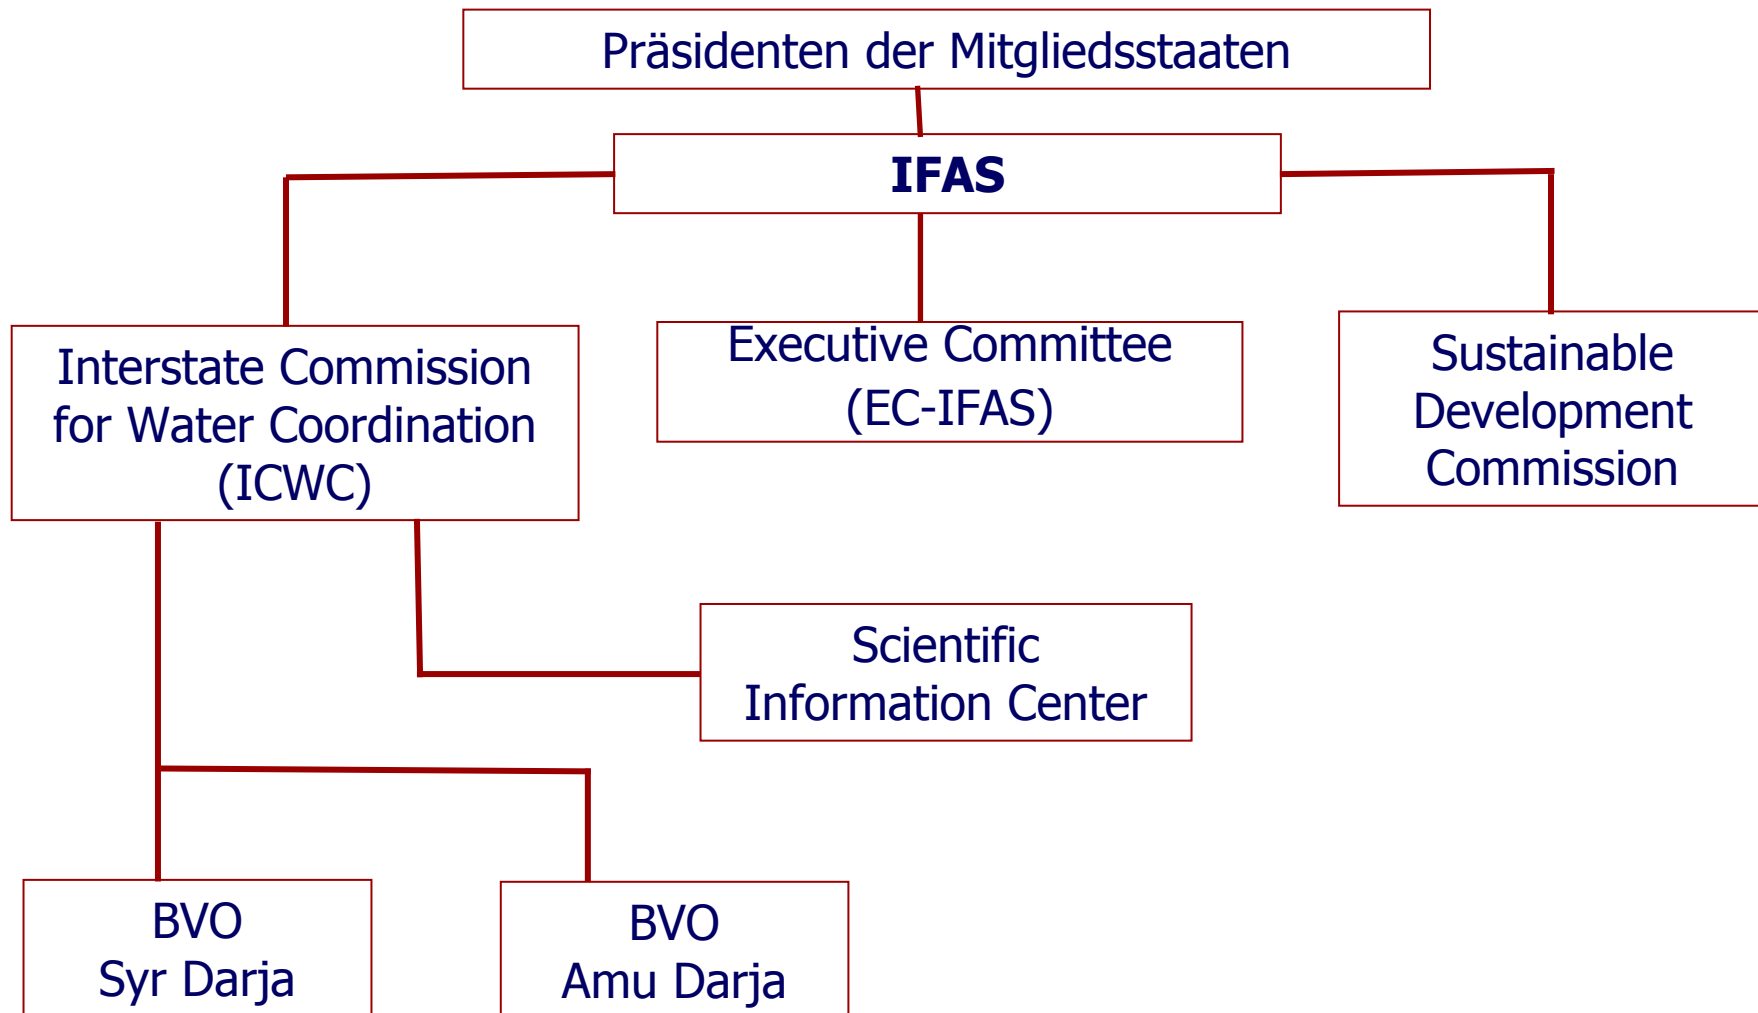 Präsidenten der Mitgliedsstaaten
IFAS
Interstate Commission
for Water Coordination
(ICWC)
Executive Committee
(EC-IFAS)
Sustainable
Development
Commission
Scientific
Information Center
BVO
Syr Darja
BVO
Amu Darja